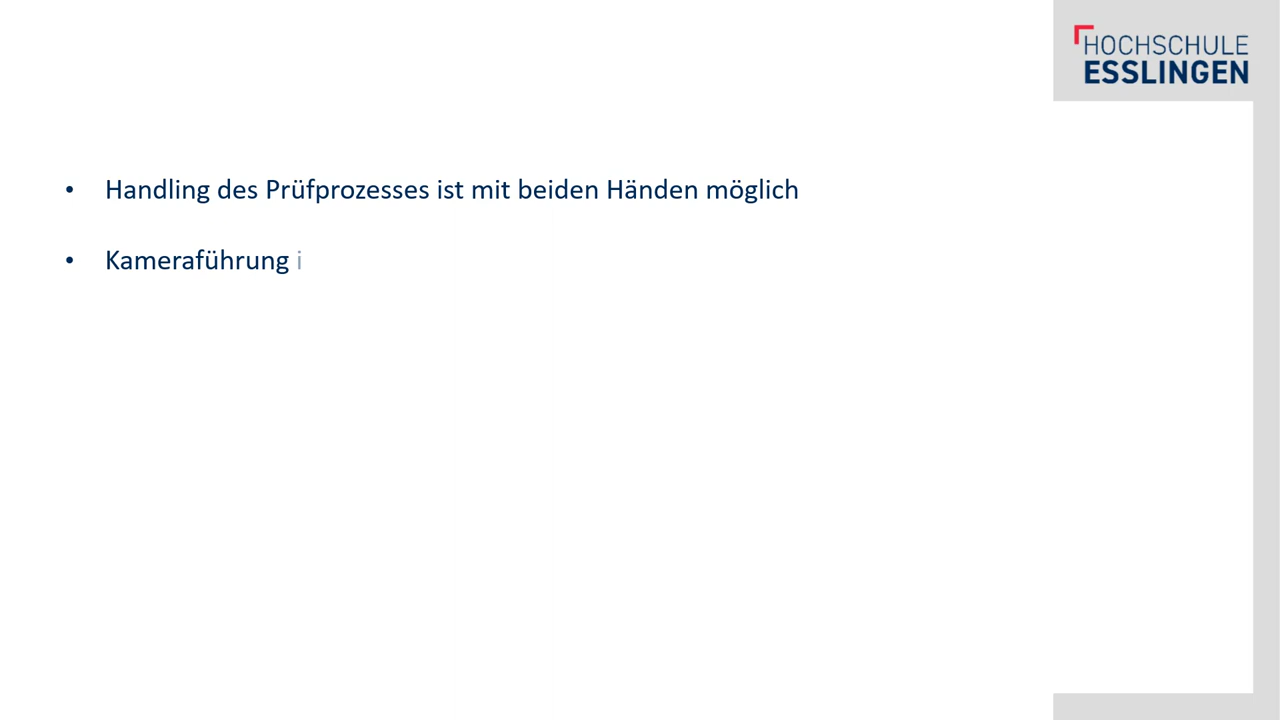 HOCHSCHULE
ESSLINGEN
• Handling des Prüfprozesses ist mit beiden Händen möglich
• Kameraführung i